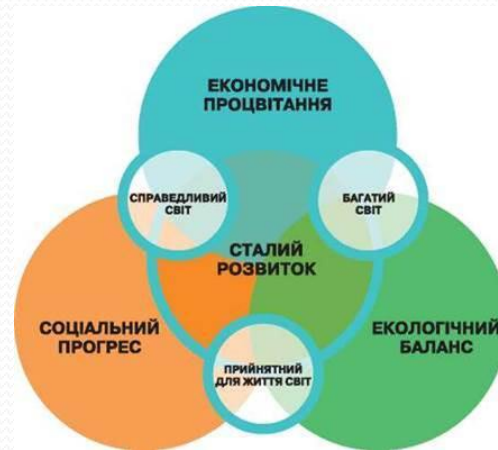 ЕКОНОМІЧНЕ
ПРОЦВІТАННЯ
СПРАВЕДЛИВИЙ
СВІТ
БАГАТИЙ
СВІТ
СТАЛИЙ
РОЗВИТОК
СОЦІАЛЬНИЙ
ПРОГРЕС
ЕКОЛОГІЧНИЙ
БАЛАНС
ПРИЙНЯТНИЙ
ДЛЯ ЖИТТЯ СВІТ